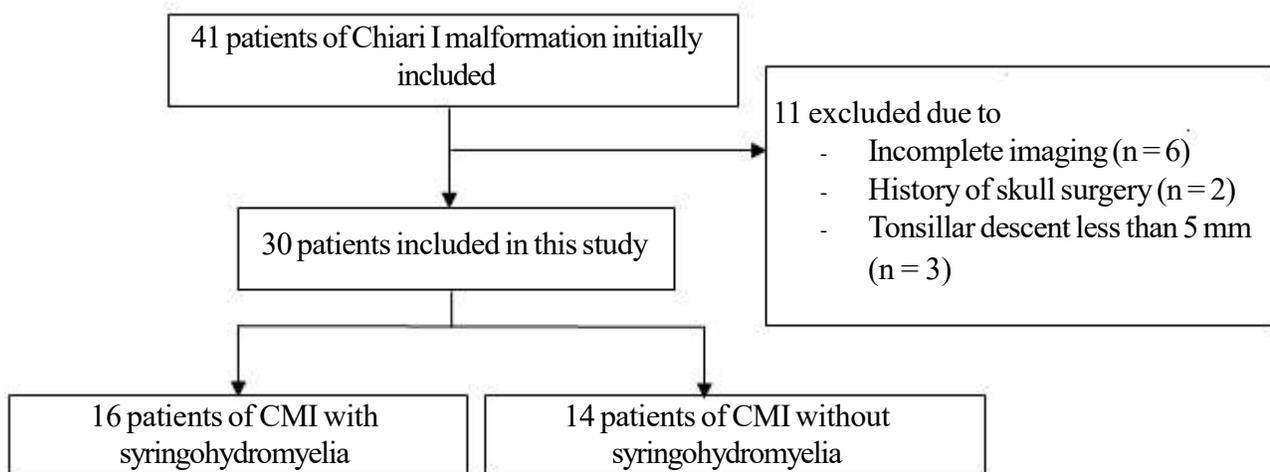 41 patients of Chiari I malformation initially
included
11 excluded due to
- Incomplete imaging (n = 6)
- History of skull surgery (n = 2)
- Tonsillar descent less than 5 mm
(n = 3)
30 patients included in this study
16 patients of CMI with
syringohydromyelia
14 patients of CMI without
syringohydromyelia